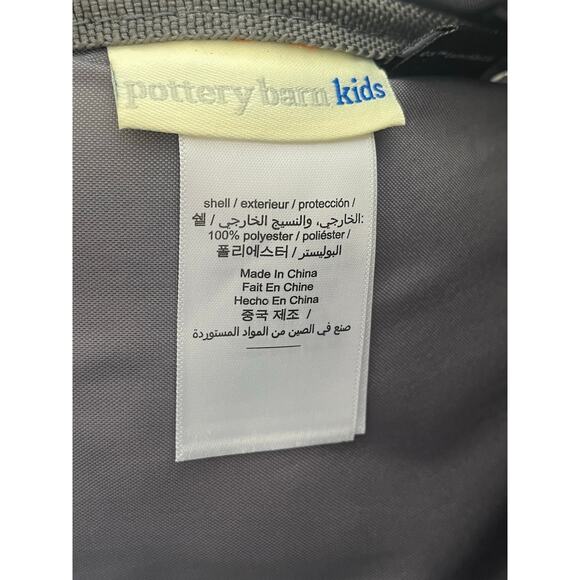 pottery barn kids
shell / exterieur / protección /
쉘 / الخارجي، والنسيج الخارجي:
100% polyester / poliéster /
폴리에스터 / البوليستر
Made In China
Fait En Chine
Hecho En China
중국 제조 /
صنع في الصين من المواد المستوردة